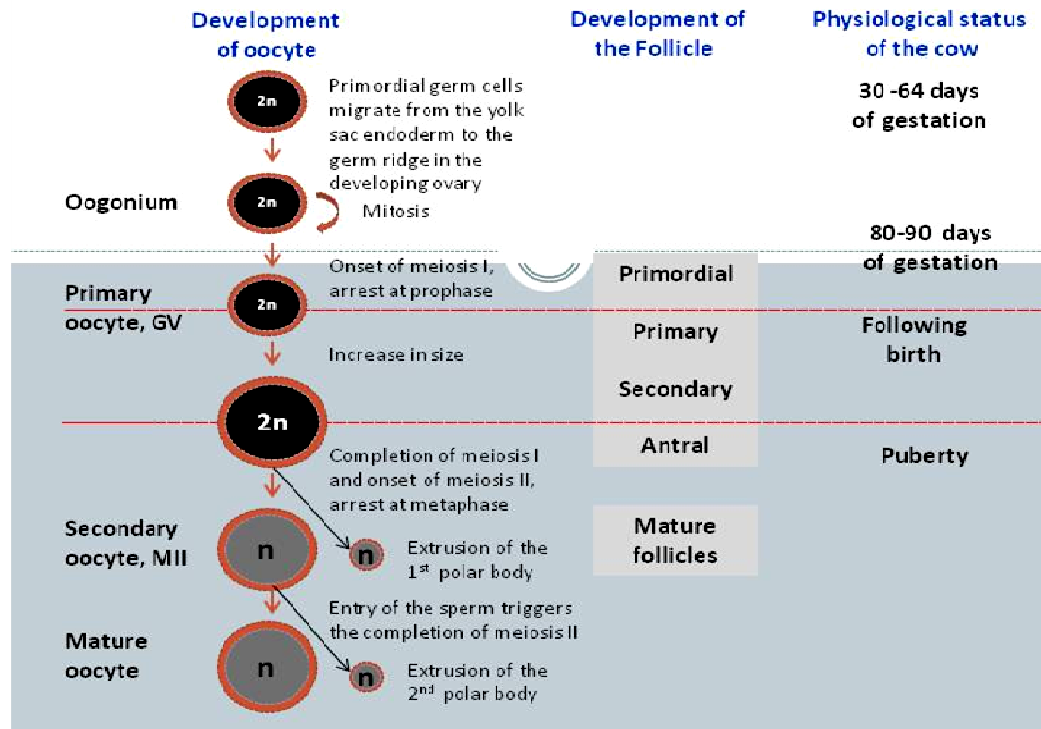 Development
of oocyte
Development of
the Follicle
Physiological status
of the cow
2n
Primordial germ cells
migrate from the yolk
sac endoderm to the
germ ridge in the
developing ovary
30 -64 days
of gestation
Oogonium
2n
Mitosis
80-90 days
of gestation
Primary
oocyte, GV
2n
Onset of meiosis I,
arrest at prophase
Primordial
Increase in size
Primary
Following
birth
Secondary
2n
Completion of meiosis I
and onset of meiosis II,
arrest at metaphase
Antral
Puberty
Secondary
oocyte, MII
n
n
Extrusion of the
1st polar body
Mature
follicles
Entry of the sperm triggers
the completion of meiosis II
Mature
oocyte
n
n
Extrusion of the
2nd polar body